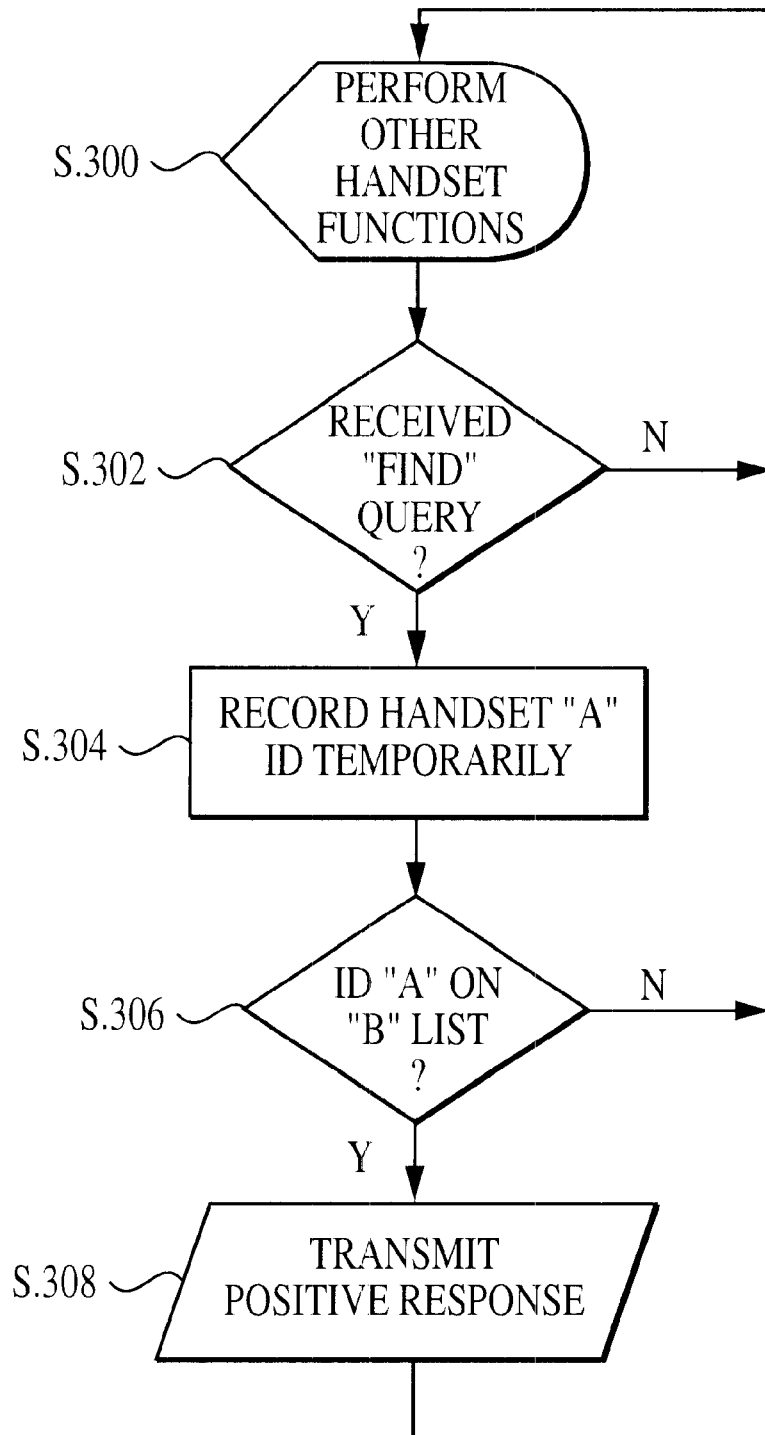 PERFORM
OTHER
HANDSET
FUNCTIONS
S.300
RECEIVED
"FIND"
QUERY
?
S.302
N
Y
RECORD HANDSET "A"
ID TEMPORARILY
S.304
ID "A" ON
"B" LIST
?
S.306
N
Y
TRANSMIT
POSITIVE RESPONSE
S.308